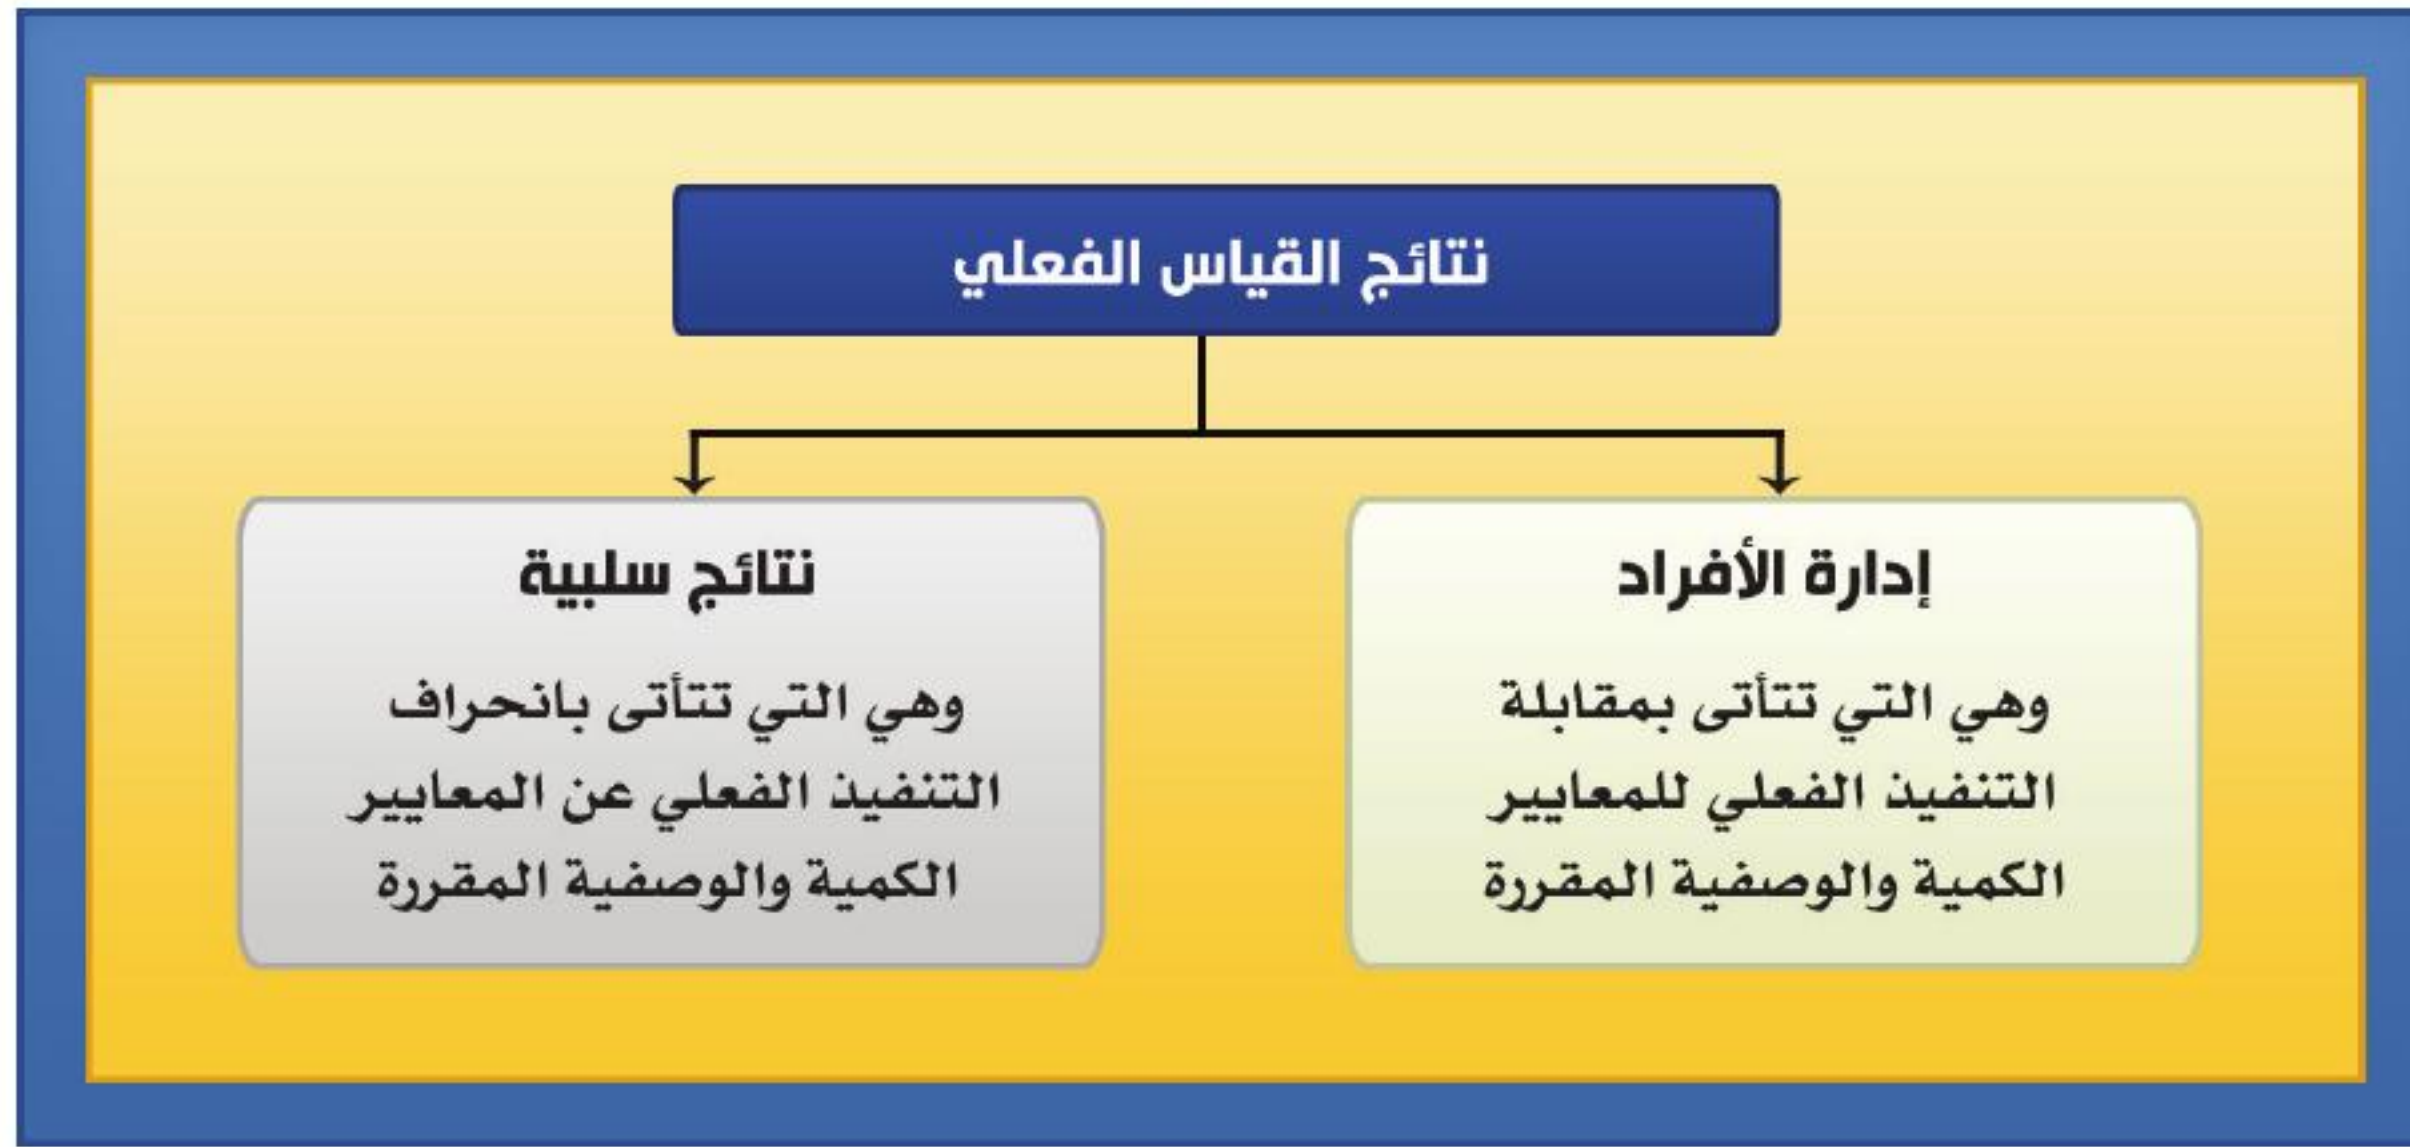 نتائج القياس الفعلي
إدارة الأفراد
وهي التي تتأتى بمقابلة
التنفيذ الفعلي للمعايير
الكمية والوصفية المقررة
نتائج سلبية
وهي التي تتأتى بانحراف
التنفيذ الفعلي عن المعايير
الكمية والوصفية المقررة